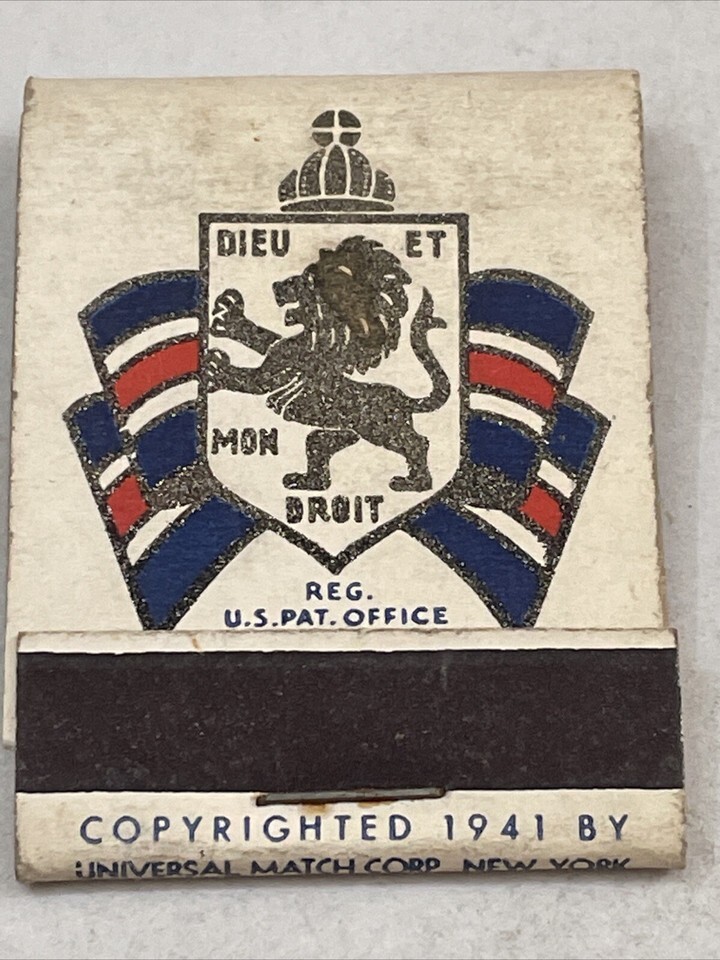 DIEU ET
MON
DROIT
REG.
U.S.PAT.OFFICE
COPYRIGHTED 1941 BY
UNIVERSAL MATCH CORP. NEW YORK